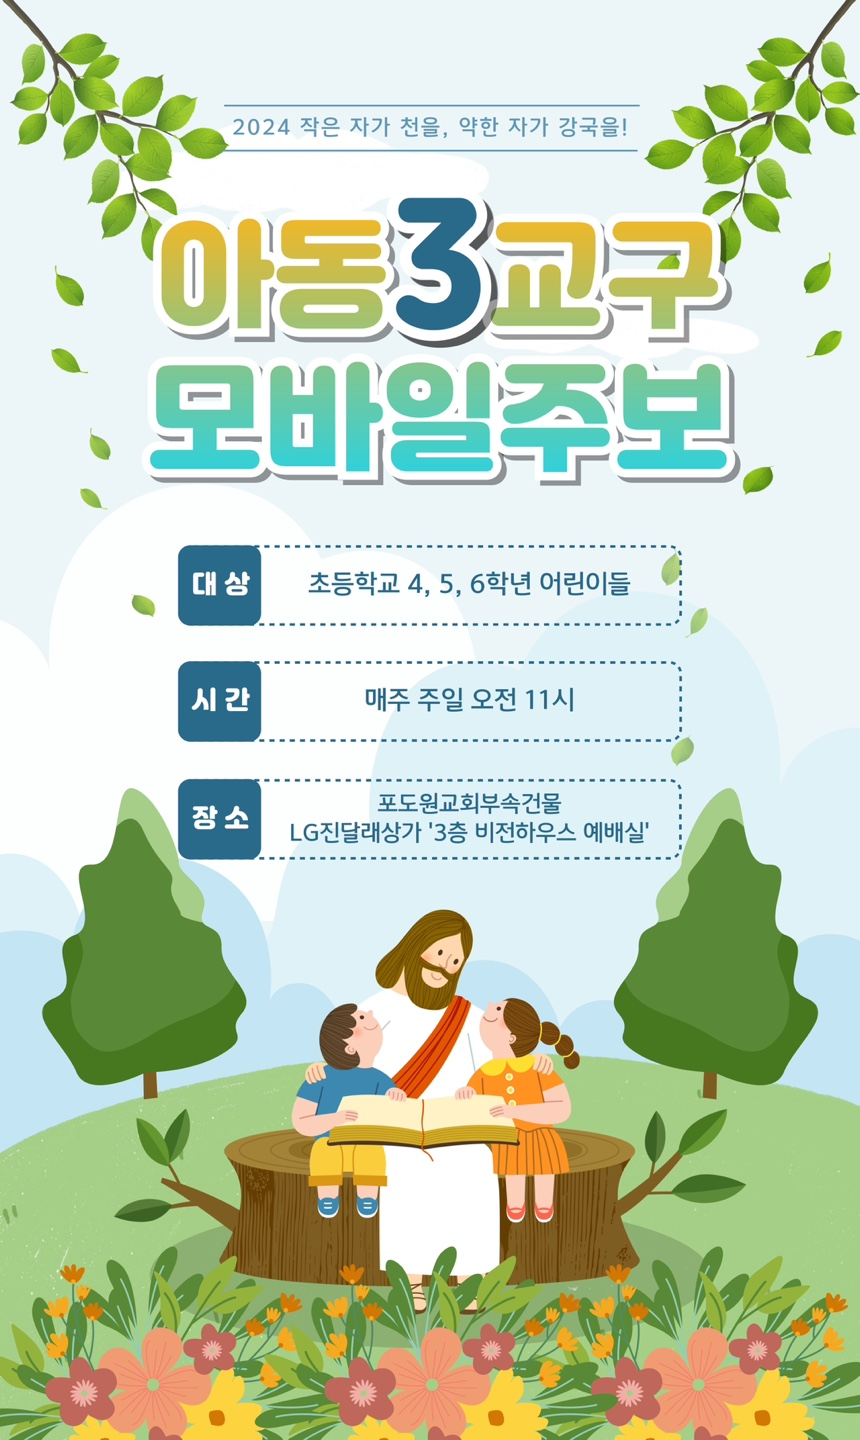 2024 작은 자가 천을, 약한 자가 강국을!
아동3교구
모바일주보
대상
초등학교 4, 5, 6학년 어린이들
시간
매주 주일 오전 11시
장소
포도원교회부속건물
LG진달래상가 '3층 비전하우스 예배실'